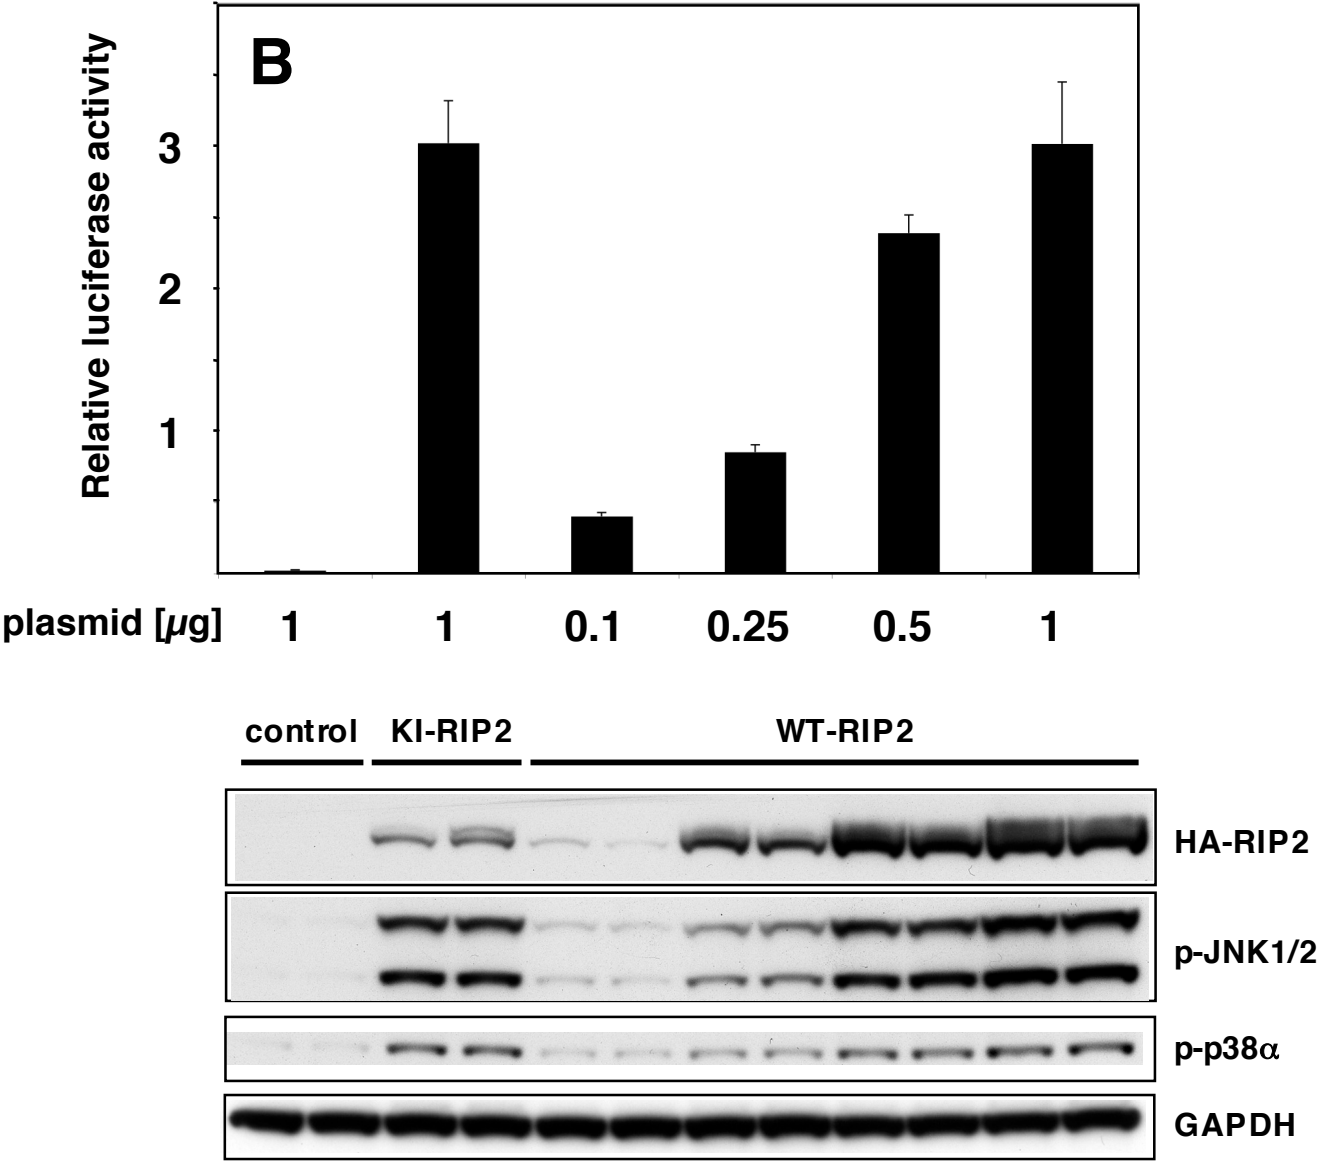 B
Relative luciferase activity
3
2
1
plasmid [µg] 1 1 0.1 0.25 0.5 1
control KI-RIP2 WT-RIP2
HA-RIP2
p-JNK1/2
p-p38α
GAPDH